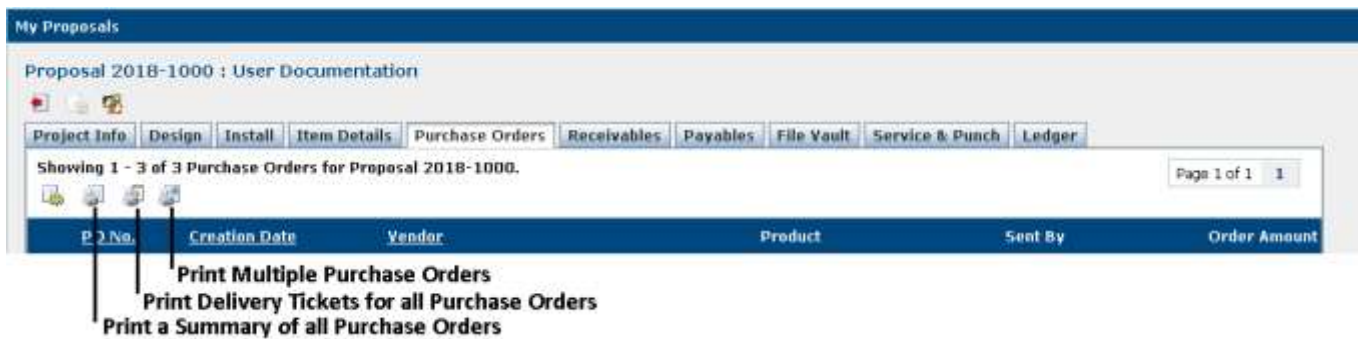 My Proposals
Proposal 2018-1000 : User Documentation
Project Info Design Install Item Details Purchase Orders Receivables Payables File Vault Service & Punch Ledger
Showing 1 - 3 of 3 Purchase Orders for Proposal 2018-1000.
Page 1 of 1 1
P.O No. Creation Date Vendor Product Sent By Order Amount
Print Multiple Purchase Orders
Print Delivery Tickets for all Purchase Orders
Print a Summary of all Purchase Orders